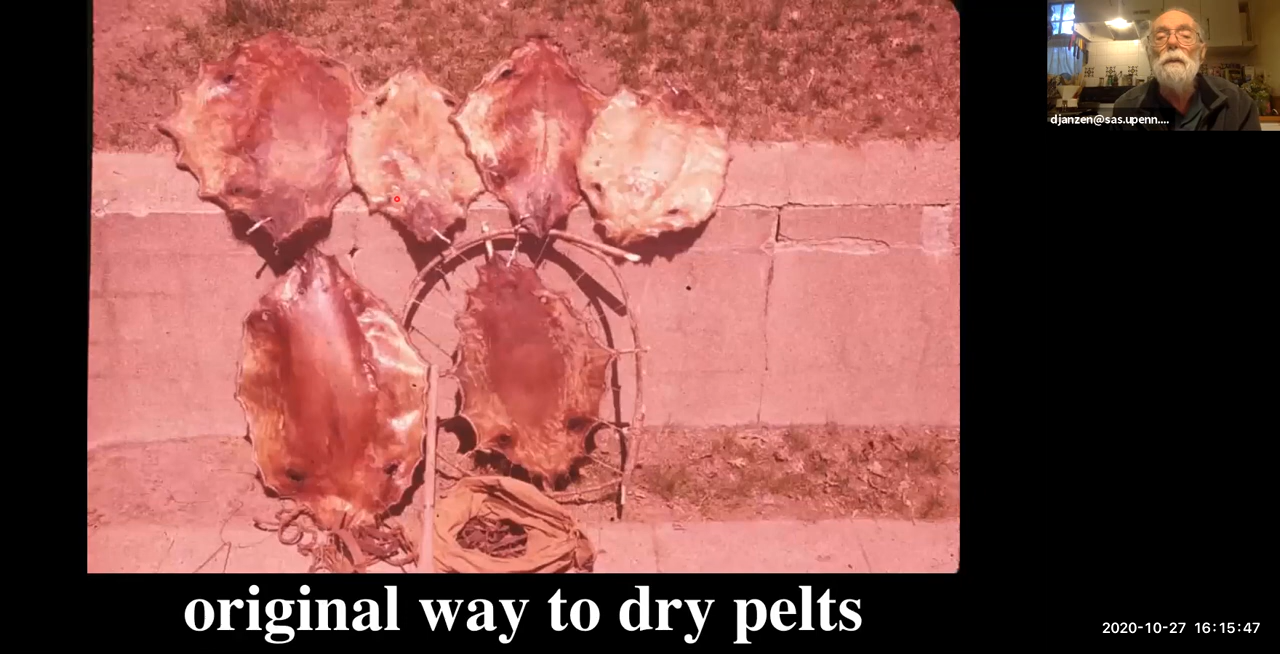 djanzen@sas.upenn....
original way to dry pelts
2020-10-27 16:15:47